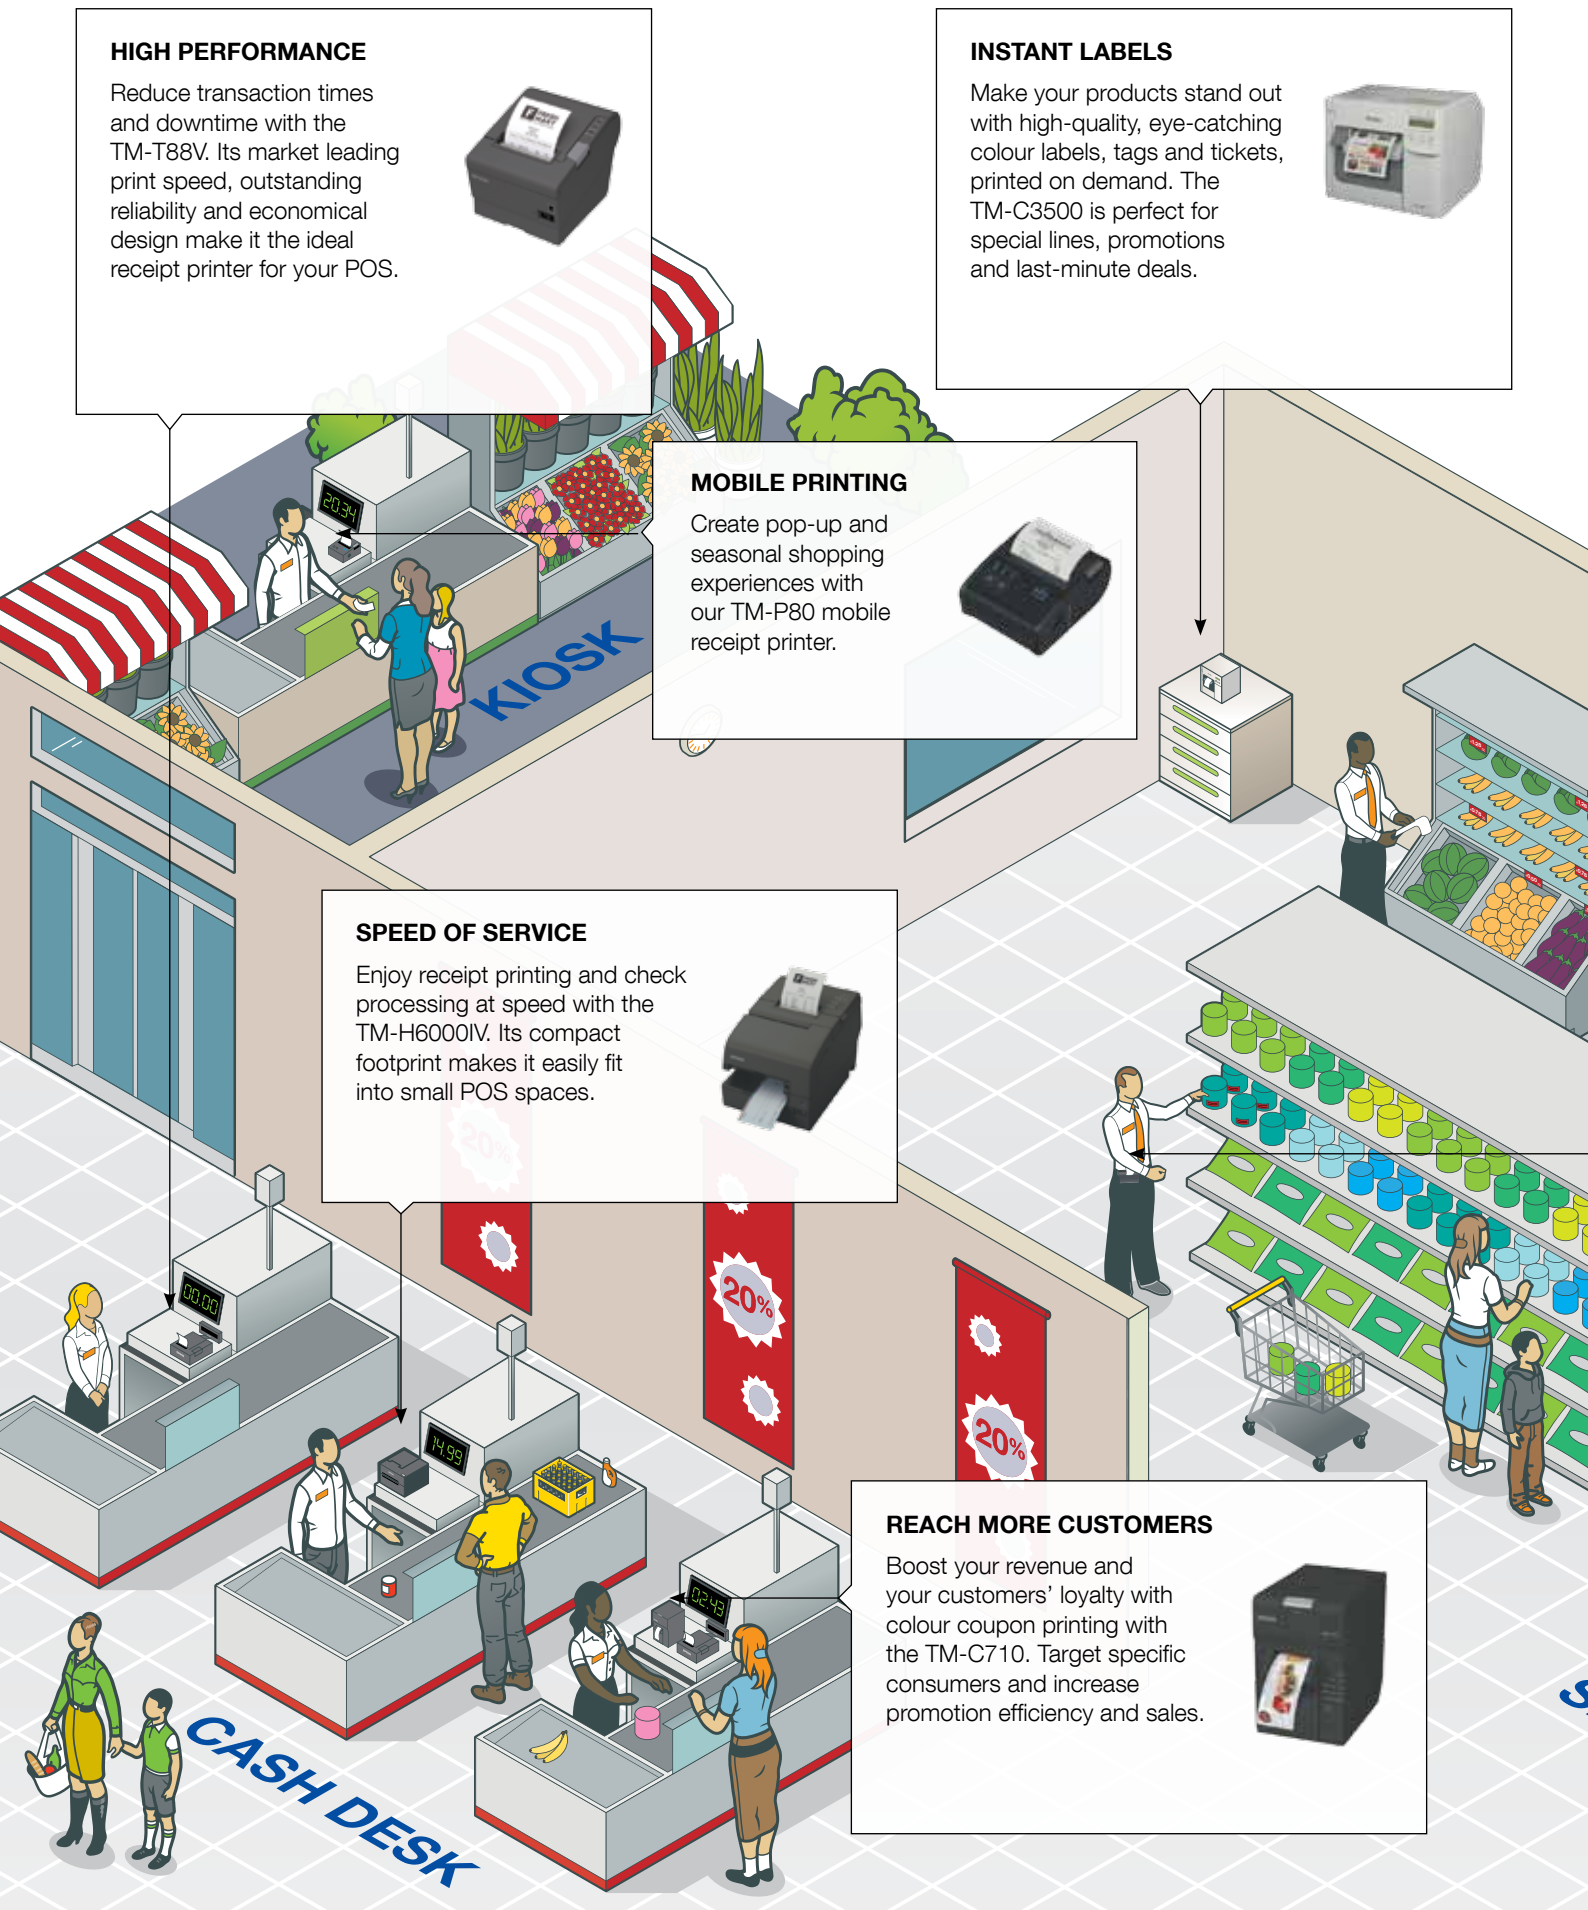 HIGH PERFORMANCE
Reduce transaction times
and downtime with the
TM-T88V. Its market leading
print speed, outstanding
reliability and economical
design make it the ideal
receipt printer for your POS.
INSTANT LABELS
Make your products stand out
with high-quality, eye-catching
colour labels, tags and tickets,
printed on demand. The
TM-C3500 is perfect for
special lines, promotions
and last-minute deals.
MOBILE PRINTING
Create pop-up and
seasonal shopping
experiences with
our TM-P80 mobile
receipt printer.
20:34
KIOSK
SPEED OF SERVICE
Enjoy receipt printing and check
processing at speed with the
TM-H6000IV. Its compact
footprint makes it easily fit
into small POS spaces.
20%
20%
20%
00.00
14.99
02:43
REACH MORE CUSTOMERS
Boost your revenue and
your customers’ loyalty with
colour coupon printing with
the TM-C710. Target specific
consumers and increase
promotion efficiency and sales.
CASH DESK